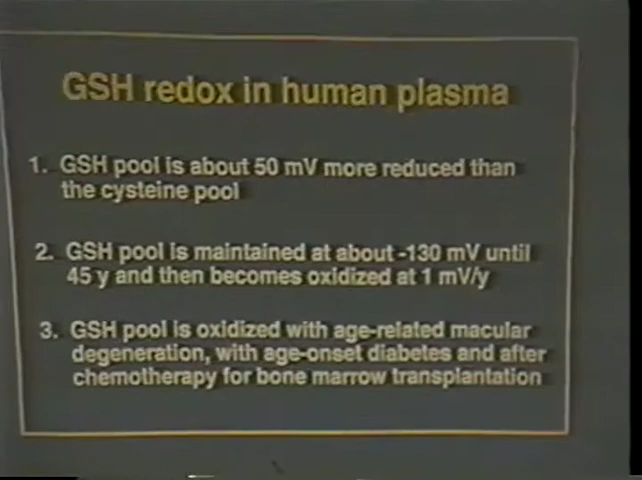 GSH redox in human plasma
1. GSH pool is about 50 mV more reduced than
the cysteine pool
2. GSH pool is maintained at about -130 mV until
45 y and then becomes oxidized at 1 mV/y
3. GSH pool is oxidized with age-related macular
degeneration, with age-onset diabetes and after
chemotherapy for bone marrow transplantation